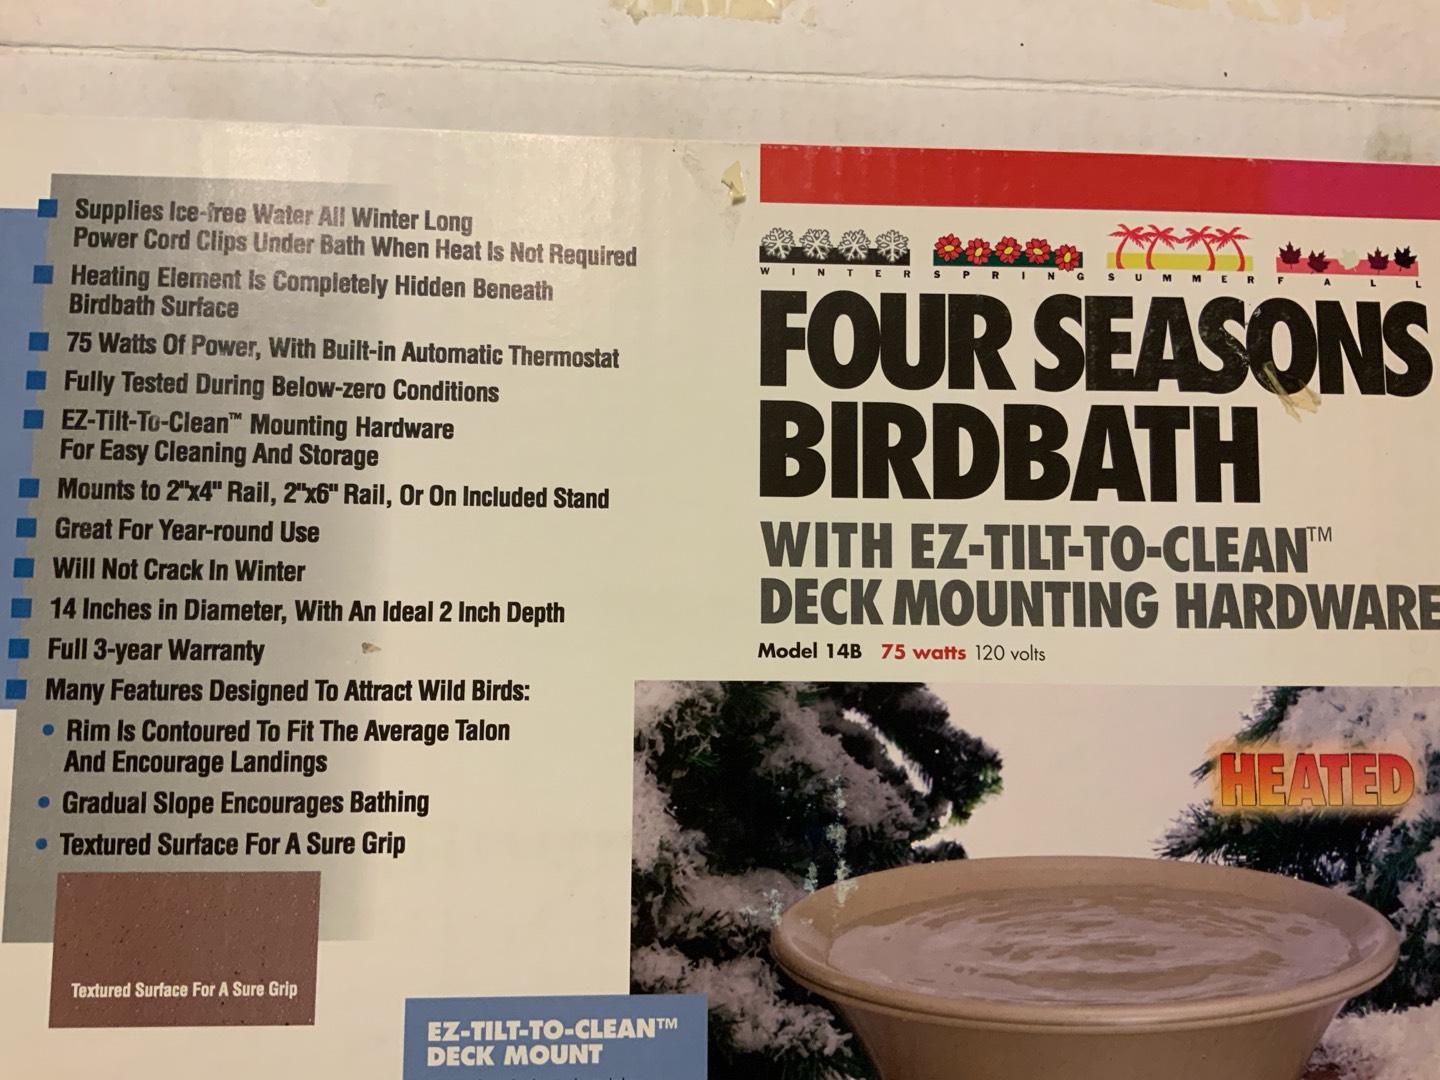 Supplies Ice-free Water All Winter Long
Power Cord Clips Under Bath When Heat Is Not Required
Heating Element Is Completely Hidden Beneath
Birdbath Surface
75 Watts Of Power, With Built-in Automatic Thermostat
Fully Tested During Below-zero Conditions
EZ-Tilt-To-Clean™ Mounting Hardware
For Easy Cleaning And Storage
Mounts to 2"x4" Rail, 2"x6" Rail, Or On Included Stand
Great For Year-round Use
Will Not Crack In Winter
14 Inches in Diameter, With An Ideal 2 Inch Depth
Full 3-year Warranty
Many Features Designed To Attract Wild Birds:
• Rim Is Contoured To Fit The Average Talon
And Encourage Landings
• Gradual Slope Encourages Bathing
• Textured Surface For A Sure Grip
Textured Surface For A Sure Grip
EZ-TILT-TO-CLEAN™
DECK MOUNT
WINTER SPRING SUMMER FALL
FOUR SEASONS
BIRDBATH
WITH EZ-TILT-TO-CLEAN™
DECK MOUNTING HARDWARE
Model 14B 75 watts 120 volts
HEATED